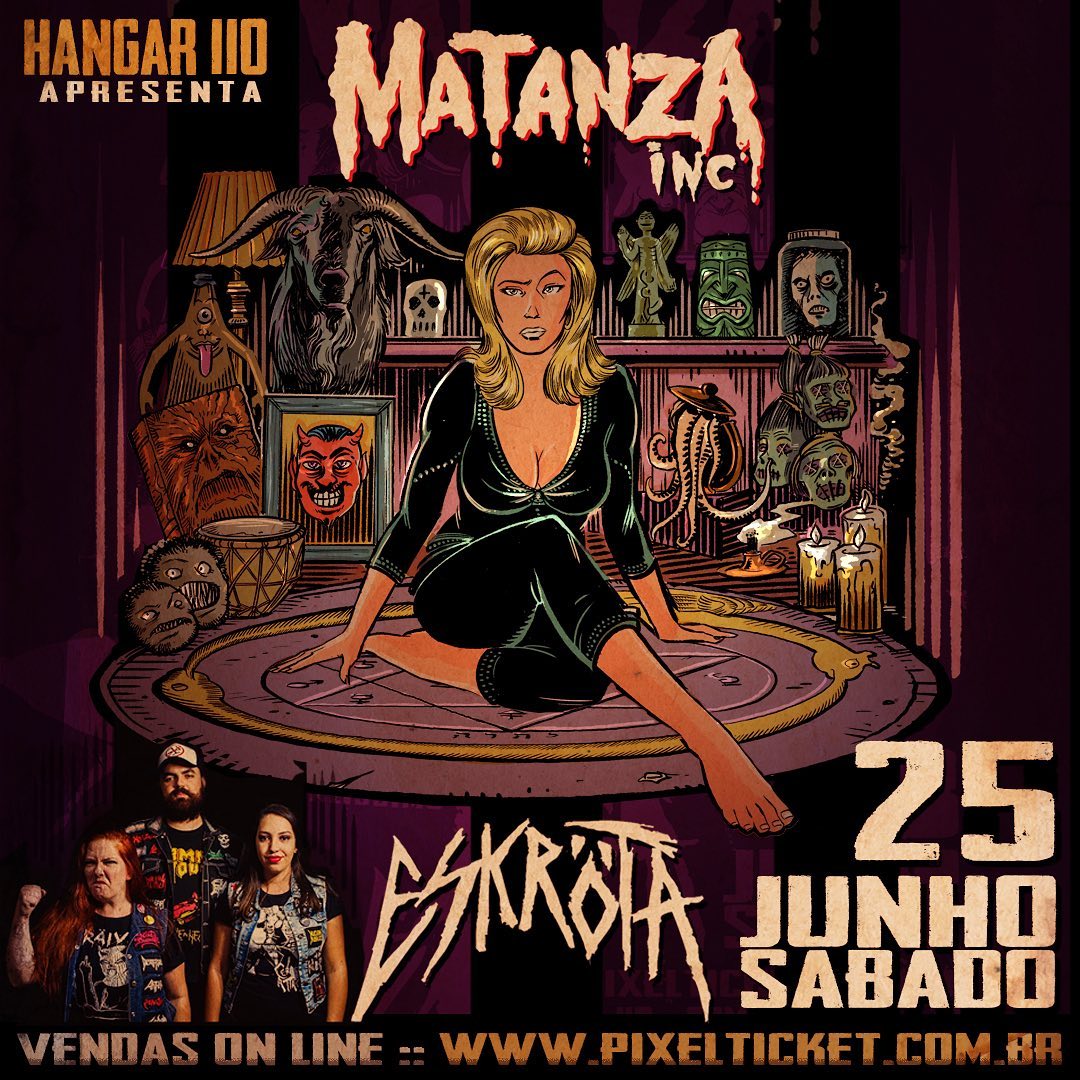 HANGAR 110
APRESENTA
MATANZA
INC
ESKRÖTA
25
JUNHO
SABADO
VENDAS ON LINE :: WWW.PIXELTICKET.COM.BR